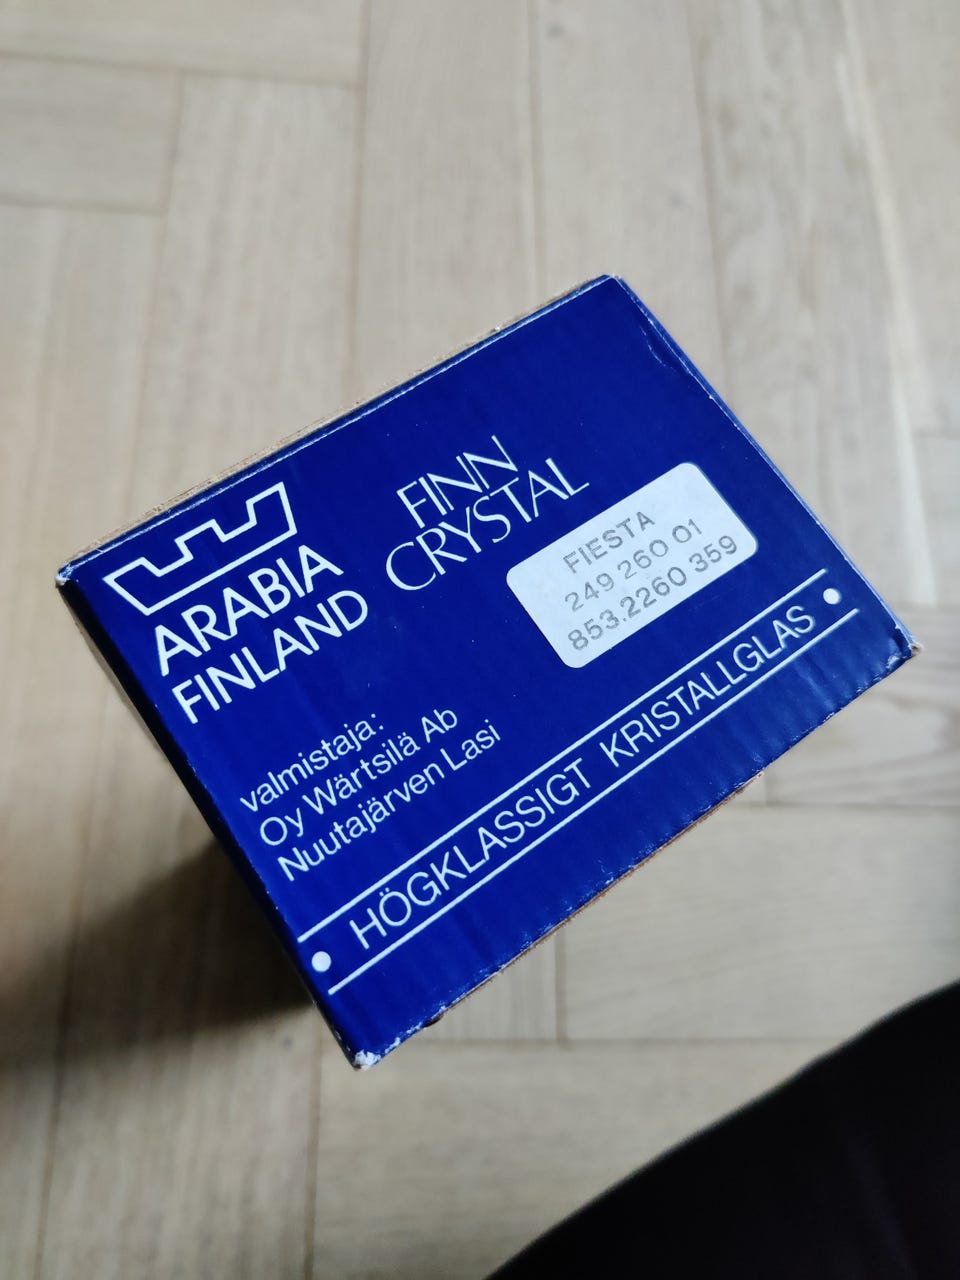 ARABIA
FINLAND
FINN
CRYSTAL
FIESTA
249 260 01
853.2260 359
valmistaja:
Oy Wärtsilä Ab
Nuutajärven Lasi
HÖGKLASSIGT KRISTALLGLAS